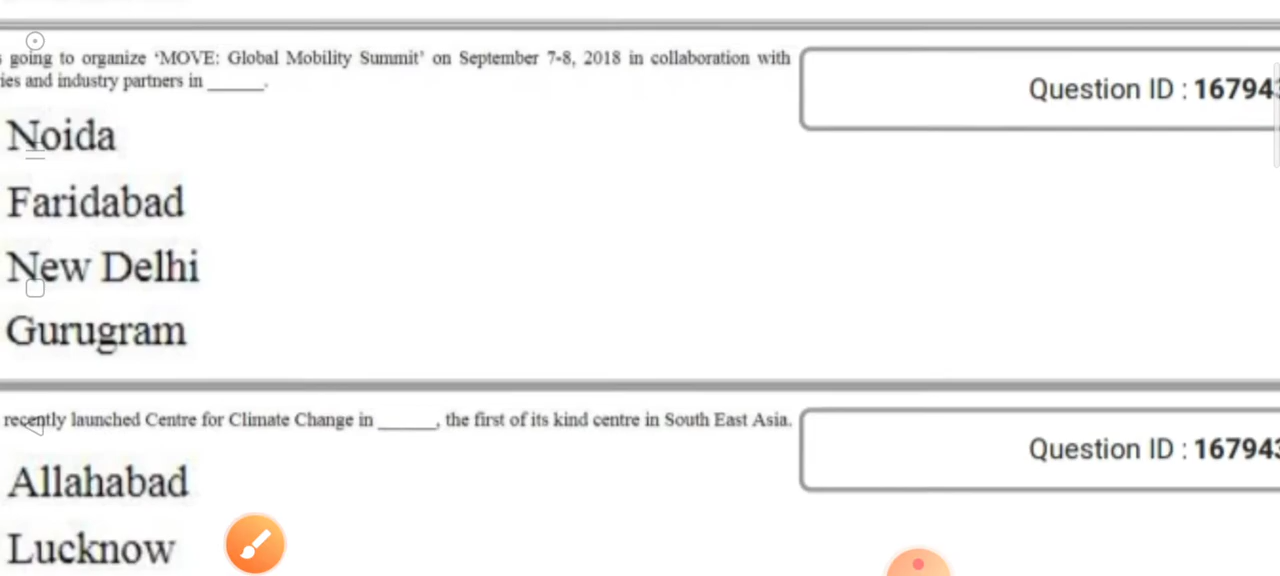 going to organize ‘MOVE: Global Mobility Summit’ on September 7-8, 2018 in collaboration with
ies and industry partners in ______.
Question ID : 167943
Noida
Faridabad
New Delhi
Gurugram
recently launched Centre for Climate Change in ______, the first of its kind centre in South East Asia.
Question ID : 167943
Allahabad
Lucknow